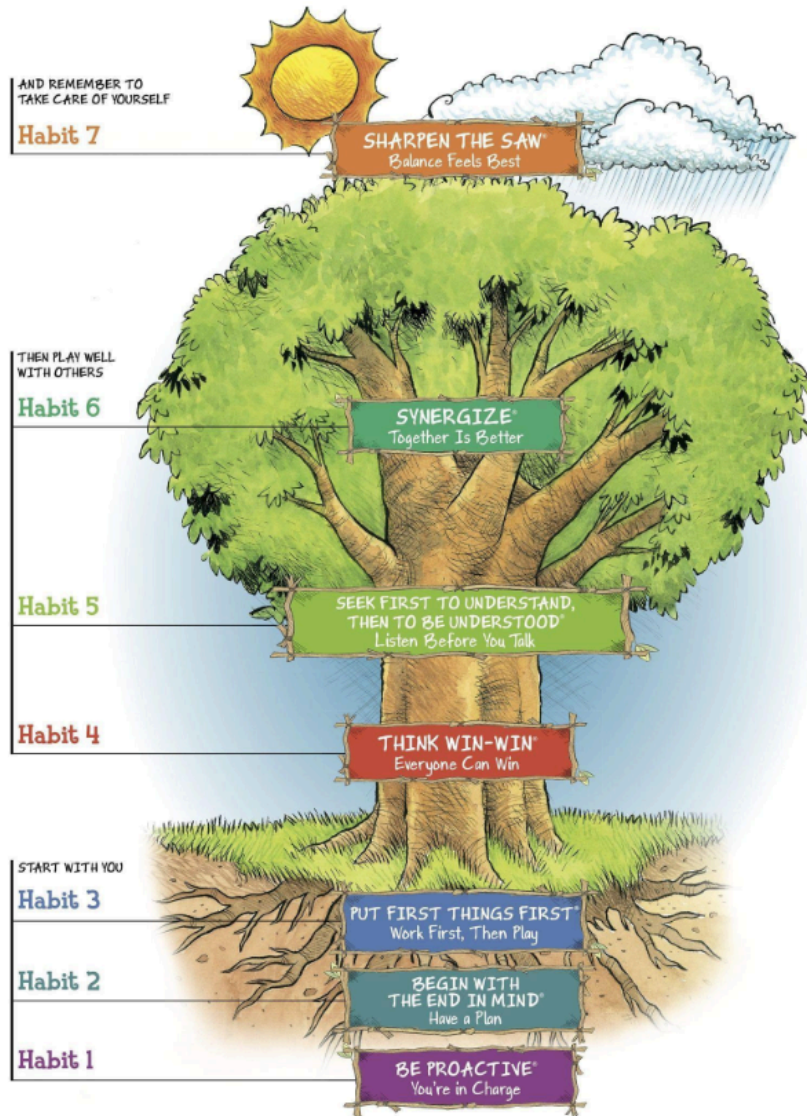 AND REMEMBER TO
TAKE CARE OF YOURSELF
Habit 7
SHARPEN THE SAW®
Balance Feels Best
THEN PLAY WELL
WITH OTHERS
Habit 6
SYNERGIZE®
Together Is Better
Habit 5
SEEK FIRST TO UNDERSTAND,
THEN TO BE UNDERSTOOD®
Listen Before You Talk
Habit 4
THINK WIN-WIN®
Everyone Can Win
START WITH YOU
Habit 3
PUT FIRST THINGS FIRST®
Work First, Then Play
Habit 2
BEGIN WITH
THE END IN MIND®
Have a Plan
Habit 1
BE PROACTIVE®
You're in Charge